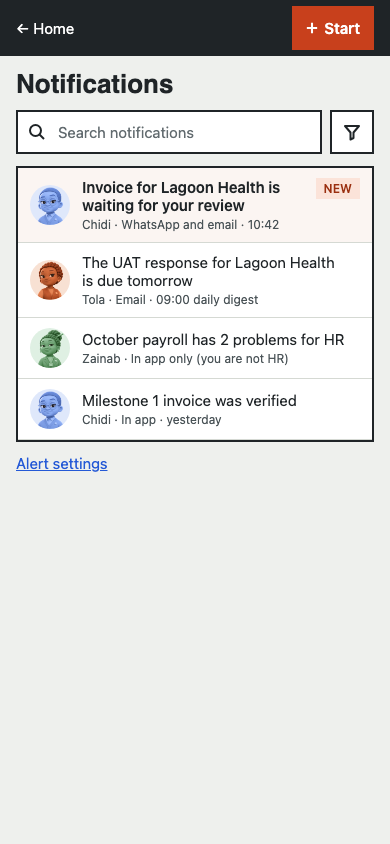 ← Home
+ Start
Notifications
Search notifications
Invoice for Lagoon Health is
waiting for your review
NEW
Chidi · WhatsApp and email · 10:42
The UAT response for Lagoon Health
is due tomorrow
Tola · Email · 09:00 daily digest
October payroll has 2 problems for HR
Zainab · In app only (you are not HR)
Milestone 1 invoice was verified
Chidi · In app · yesterday
Alert settings